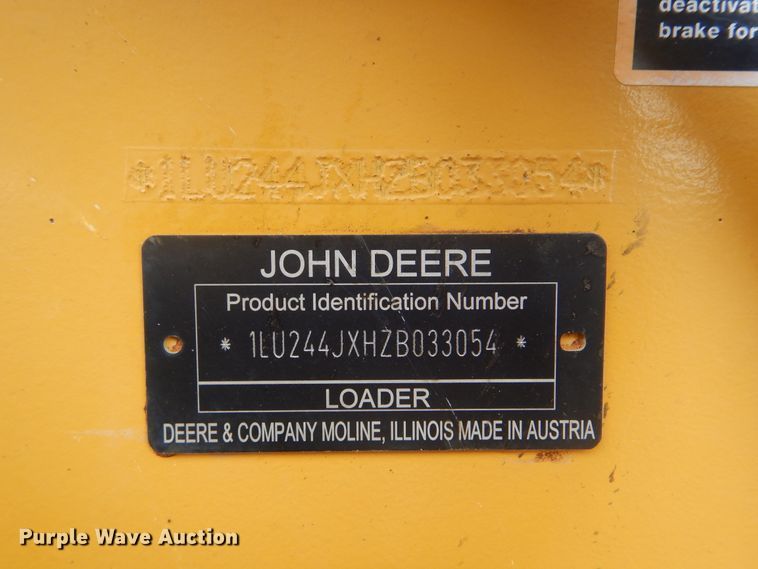 deactivat
brake for
*1LU244JXHZB033054*
JOHN DEERE
Product Identification Number
* 1LU244JXHZB033054 *
LOADER
DEERE & COMPANY MOLINE, ILLINOIS MADE IN AUSTRIA
Purple Wave Auction